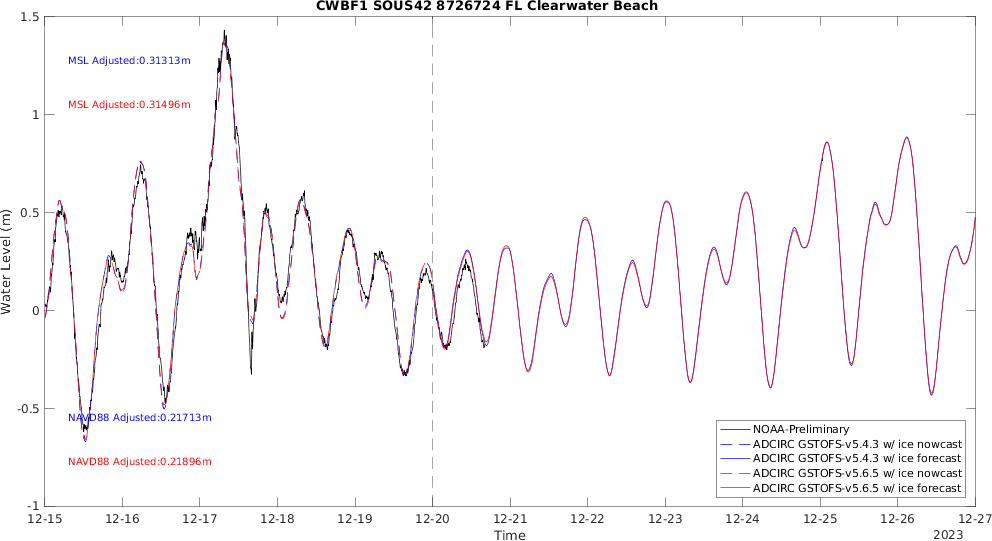 CWBF1 SOUS42 8726724 FL Clearwater Beach
1.5
1
0.5
0
-0.5
-1
Water Level (m)
MSL Adjusted:0.31313m
MSL Adjusted:0.31496m
NAVD88 Adjusted:0.21713m
NAVD88 Adjusted:0.21896m
NOAA-Preliminary
ADCIRC GSTOFS-v5.4.3 w/ ice nowcast
ADCIRC GSTOFS-v5.4.3 w/ ice forecast
ADCIRC GSTOFS-v5.6.5 w/ ice nowcast
ADCIRC GSTOFS-v5.6.5 w/ ice forecast
12-15 12-16 12-17 12-18 12-19 12-20 12-21 12-22 12-23 12-24 12-25 12-26 12-27
Time
2023